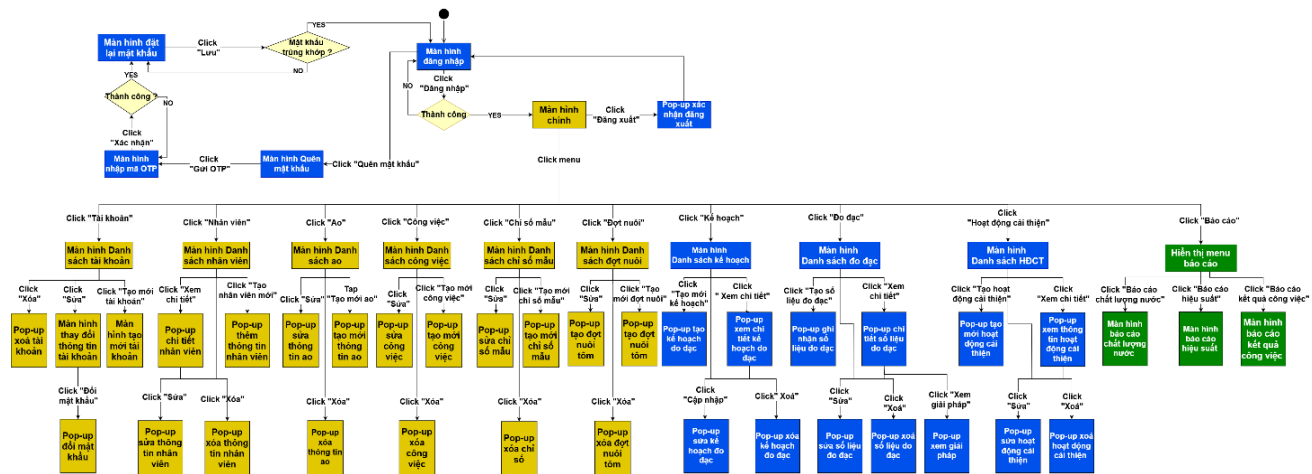 YES
Màn hình đặt
lại mật khẩu
Click
"Lưu"
Mật khẩu
trùng khớp ?
NO
Màn hình
đăng nhập
YES
Thành công ?
NO
Click
"Đăng nhập"
NO
Thành công
YES
Màn hình
chính
Click
"Đăng xuất"
Pop-up xác
nhận đăng
xuất
Click
"Xác nhận"
Màn hình
nhập mã OTP
Click
"Gửi OTP"
Màn hình Quên
mật khẩu
Click "Quên mật khẩu"
Click menu
Click "Tài khoản"
Click "Nhân viên"
Click "Ao"
Click "Công việc"
Click "Chỉ số mẫu"
Click "Đợt nuôi"
Click "Kế hoạch"
Click "Đo đạc"
Click
"Hoạt động cải thiện"
Click "Báo cáo"
Màn hình Danh
sách tài khoản
Màn hình Danh
sách nhân viên
Màn hình Danh
sách ao
Màn hình Danh
sách công việc
Màn hình Danh
sách chỉ số mẫu
Màn hình Danh
sách đợt nuôi
Màn hình
Danh sách kế hoạch
Màn hình
Danh sách đo đạc
Màn hình
Danh sách HĐCT
Hiển thị menu
báo cáo
Click
"Xóa"
Click
"Sửa"
Click "Tạo mới
tài khoản"
Click
"Xem
chi tiết"
Click "Tạo
nhân viên mới"
Click
"Sửa"
Tap
"Tạo mới ao"
Click
"Sửa"
Click "Tạo
mới công việc"
Click
"Sửa"
Click "Tạo
mới chỉ số mẫu"
Click
"Sửa"
Click "Tạo
mới đợt nuôi"
Click
"Tạo mới
kế hoạch"
Click
"Xem chi tiết"
Click "Tạo số
liệu đo đạc"
Click
"Xem
chi tiết"
Click "Tạo hoạt
động cải thiện"
Click
"Xem chi tiết"
Click "Báo cáo
chất lượng nước"
Click "Báo cáo
hiệu suất"
Click "Báo cáo
kết quả công việc"
Pop-up
xoá tài
khoản
Màn hình
thay đổi
thông tin
tài khoản
Màn
hình tạo
mới tài
khoản
Pop-up
chi tiết
nhân viên
Pop-up
thêm thông
tin nhân viên
Pop-up
sửa
thông
tin ao
Pop-up
tạo mới
thông
tin ao
Pop-up
sửa
công
việc
Pop-up
tạo mới
công
việc
Pop-up
sửa chỉ
số mẫu
Pop-up
tạo mới
chỉ số
mẫu
Pop-up
tạo đợt
nuôi
tôm
Pop-up
tạo đợt
nuôi
tôm
Pop-up tạo
kế hoạch
đo đạc
Pop-up
xem chi
tiết kế
hoạch đo
đạc
Pop-up ghi
nhận số liệu
đo đạc
Pop-up chi
tiết số liệu
đo đạc
Pop-up tạo
mới hoạt
động cải
thiện
Pop-up
xem thông
tin hoạt
động cải
thiện
Màn hình
báo cáo
chất lượng
nước
Màn hình
báo cáo
hiệu suất
Màn hình
báo cáo
kết quả
công việc
Click "Đổi
mật khẩu"
Click "Sửa"
Click "Xóa"
Click "Xóa"
Click "Xóa"
Click "Xóa"
Click "Xóa"
Click
"Cập nhập"
Click "Xoá"
Click
"Sửa"
Click
"Xoá"
Click "Xem
giải pháp"
Click
"Sửa"
Click
"Xoá"
Pop-up
đổi mật
khẩu
Pop-up
sửa thông
tin nhân
viên
Pop-up
xóa thông
tin nhân
viên
Pop-up
xóa
thông tin
ao
Pop-up
xóa
công
việc
Pop-up
xóa chỉ
số
Pop-up
xóa đợt
nuôi
tôm
Pop-up
sửa kế
hoạch đo
đạc
Pop-up xóa
kế hoạch
đo đạc
Pop-up
sửa số liệu
đo đạc
Pop-up xoá
số liệu đo
đạc
Pop-up
xem giải
pháp
Pop-up
sửa hoạt
động cải
thiện
Pop-up xoá
hoạt động
cải thiện